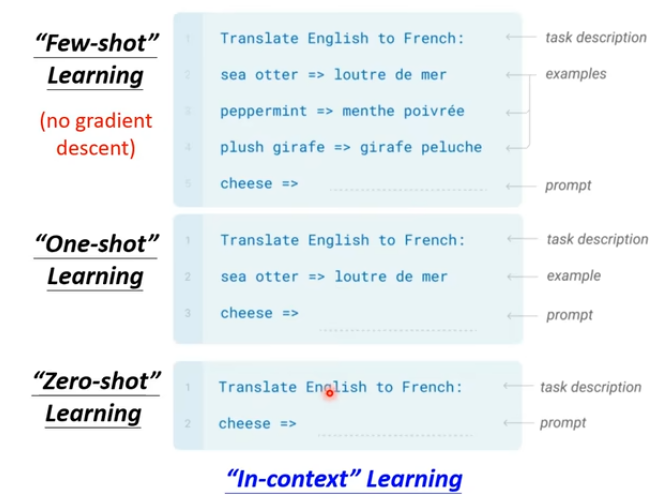 “Few-shot”
Learning
(no gradient
descent)
1 Translate English to French: task description
2 sea otter => loutre de mer examples
3 peppermint => menthe poivrée
4 plush girafe => girafe peluche
5 cheese => prompt
“One-shot”
Learning
1 Translate English to French: task description
2 sea otter => loutre de mer example
3 cheese => prompt
“Zero-shot”
Learning
1 Translate English to French: task description
2 cheese => prompt
“In-context” Learning